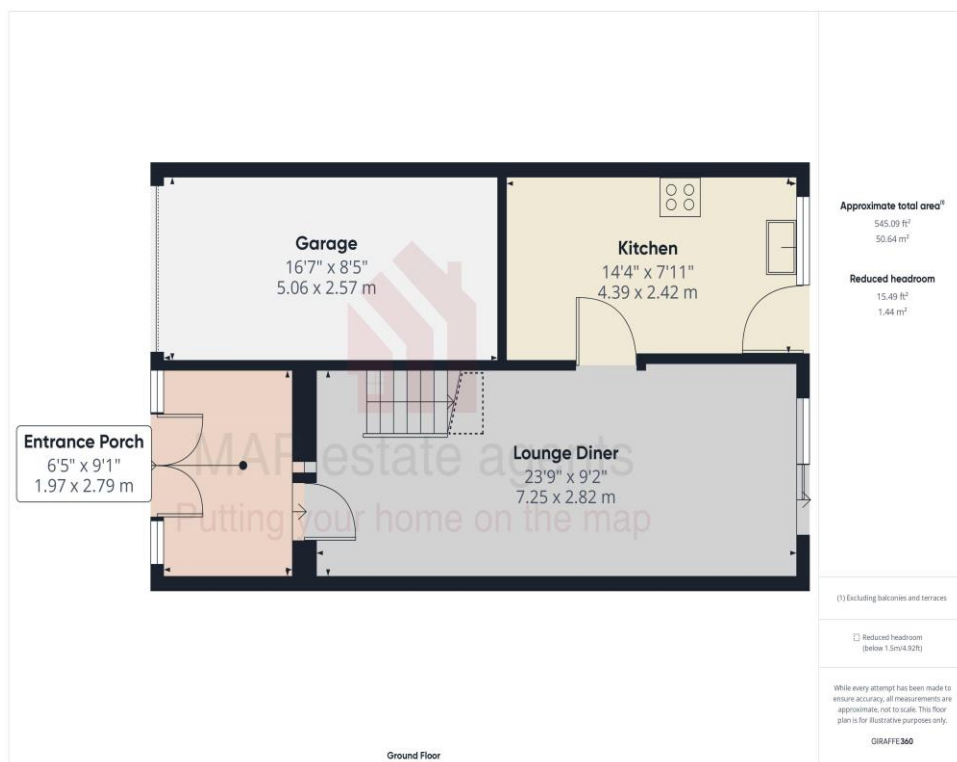 Garage
16'7" x 8'5"
5.06 x 2.57 m
Kitchen
14'4" x 7'11"
4.39 x 2.42 m
Entrance Porch
6'5" x 9'1"
1.97 x 2.79 m
Lounge Diner
23'9" x 9'2"
7.25 x 2.82 m
MAP estate agents
Putting your home on the map
Ground Floor
Approximate total area(1)
545.09 ft²
50.64 m²
Reduced headroom
15.49 ft²
1.44 m²
(1) Excluding balconies and terraces
Reduced headroom
(below 1.5m/4.92ft)
While every attempt has been made to
ensure accuracy, all measurements are
approximate, not to scale. This floor
plan is for illustrative purposes only.
GIRAFFE360